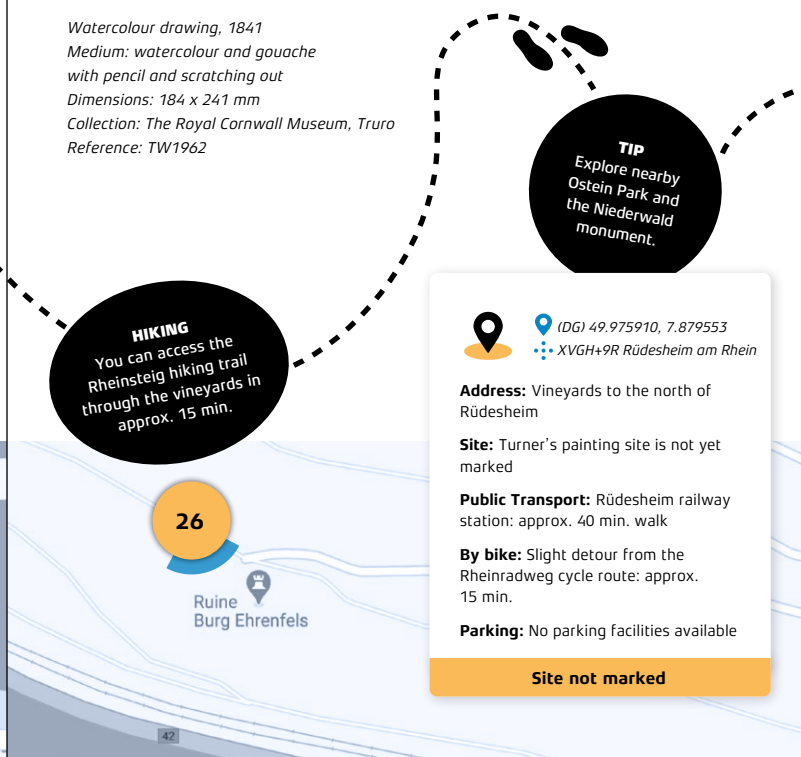 Watercolour drawing, 1841
Medium: watercolour and gouache
with pencil and scratching out
Dimensions: 184 x 241 mm
Collection: The Royal Cornwall Museum, Truro
Reference: TW1962
TIP
Explore nearby
Ostein Park and
the Niederwald
monument.
HIKING
You can access the
Rheinsteig hiking trail
through the vineyards in
approx. 15 min.
(DG) 49.975910, 7.879553
XVGH+9R Rüdesheim am Rhein
Address: Vineyards to the north of
Rüdesheim
Site: Turner’s painting site is not yet
marked
Public Transport: Rüdesheim railway
station: approx. 40 min. walk
By bike: Slight detour from the
Rheinradweg cycle route: approx.
15 min.
Parking: No parking facilities available
Site not marked
26
Ruine
Burg Ehrenfels
42